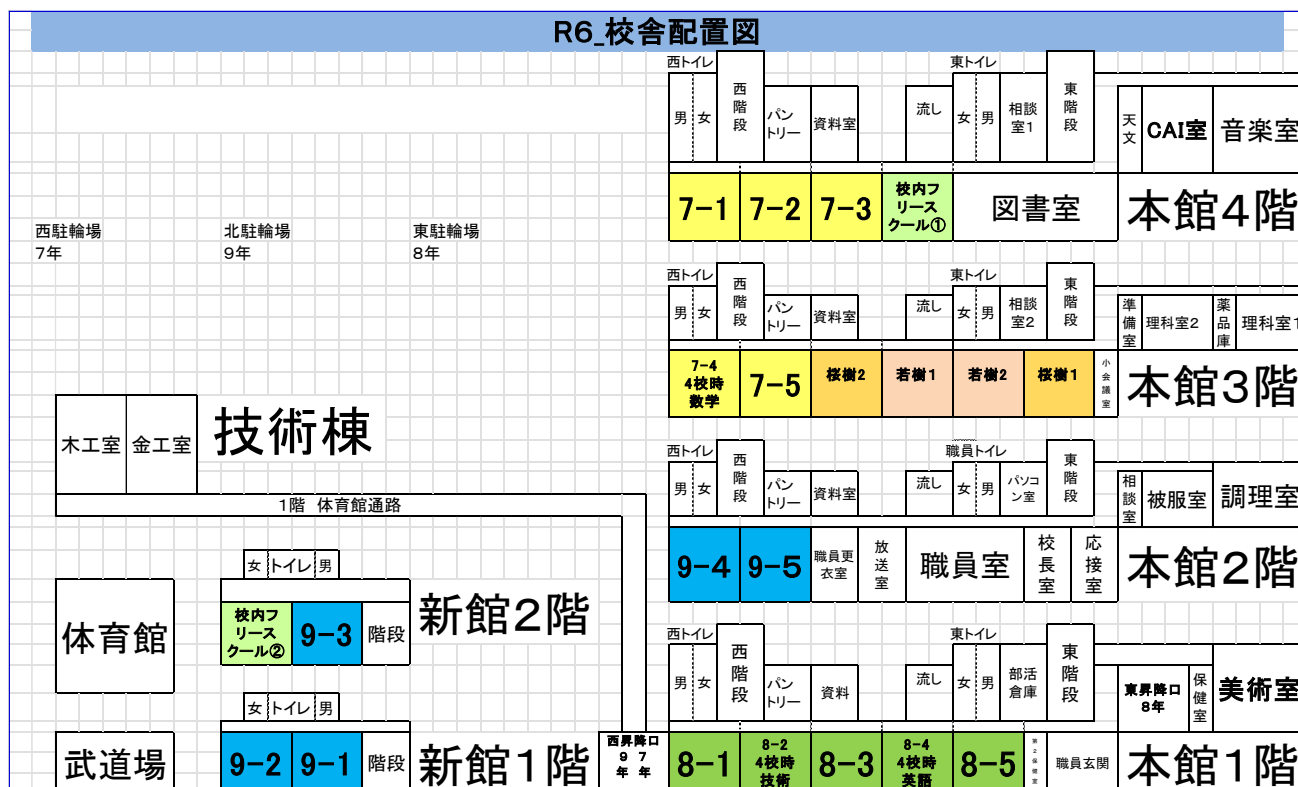 R6_校舎配置図
西トイレ
東トイレ
男
女
西階段
パントリー
資料室
流し
女
男
相談室1
東階段
天文
CAI室
音楽室
7-1
7-2
7-3
校内フリースクール①
図書室
本館4階
西駐輪場
7年
北駐輪場
9年
東駐輪場
8年
西トイレ
東トイレ
男
女
西階段
パントリー
資料室
流し
女
男
相談室2
東階段
準備室
理科室2
薬品庫
理科室1
7-4
4校時
数学
7-5
桜樹2
若樹1
若樹2
桜樹1
小会議室
本館3階
木工室
金工室
技術棟
1階 体育館通路
西トイレ
職員トイレ
男
女
西階段
パントリー
資料室
流し
女
男
パソコン室
東階段
相談室
被服室
調理室
9-4
9-5
職員更衣室
放送室
職員室
校長室
応接室
本館2階
女
トイレ
男
体育館
校内フリースクール②
9-3
階段
新館2階
西トイレ
東トイレ
男
女
西階段
パントリー
資料
流し
女
男
部活倉庫
東階段
東昇降口
8年
保健室
美術室
女
トイレ
男
武道場
9-2
9-1
階段
新館1階
西昇降口
9 7
年 年
8-1
8-2
4校時
技術
8-3
8-4
4校時
英語
8-5
第2保健室
職員玄関
本館1階